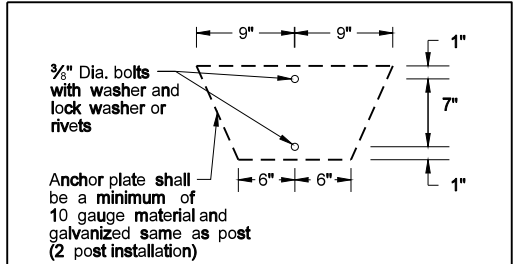 9" 9"
1"
3/8" Dia. bolts
with washer and
lock washer or
rivets
7"
Anchor plate shall
be a minimum of
10 gauge material and
galvanized same as post
(2 post installation)
6" 6"
1"